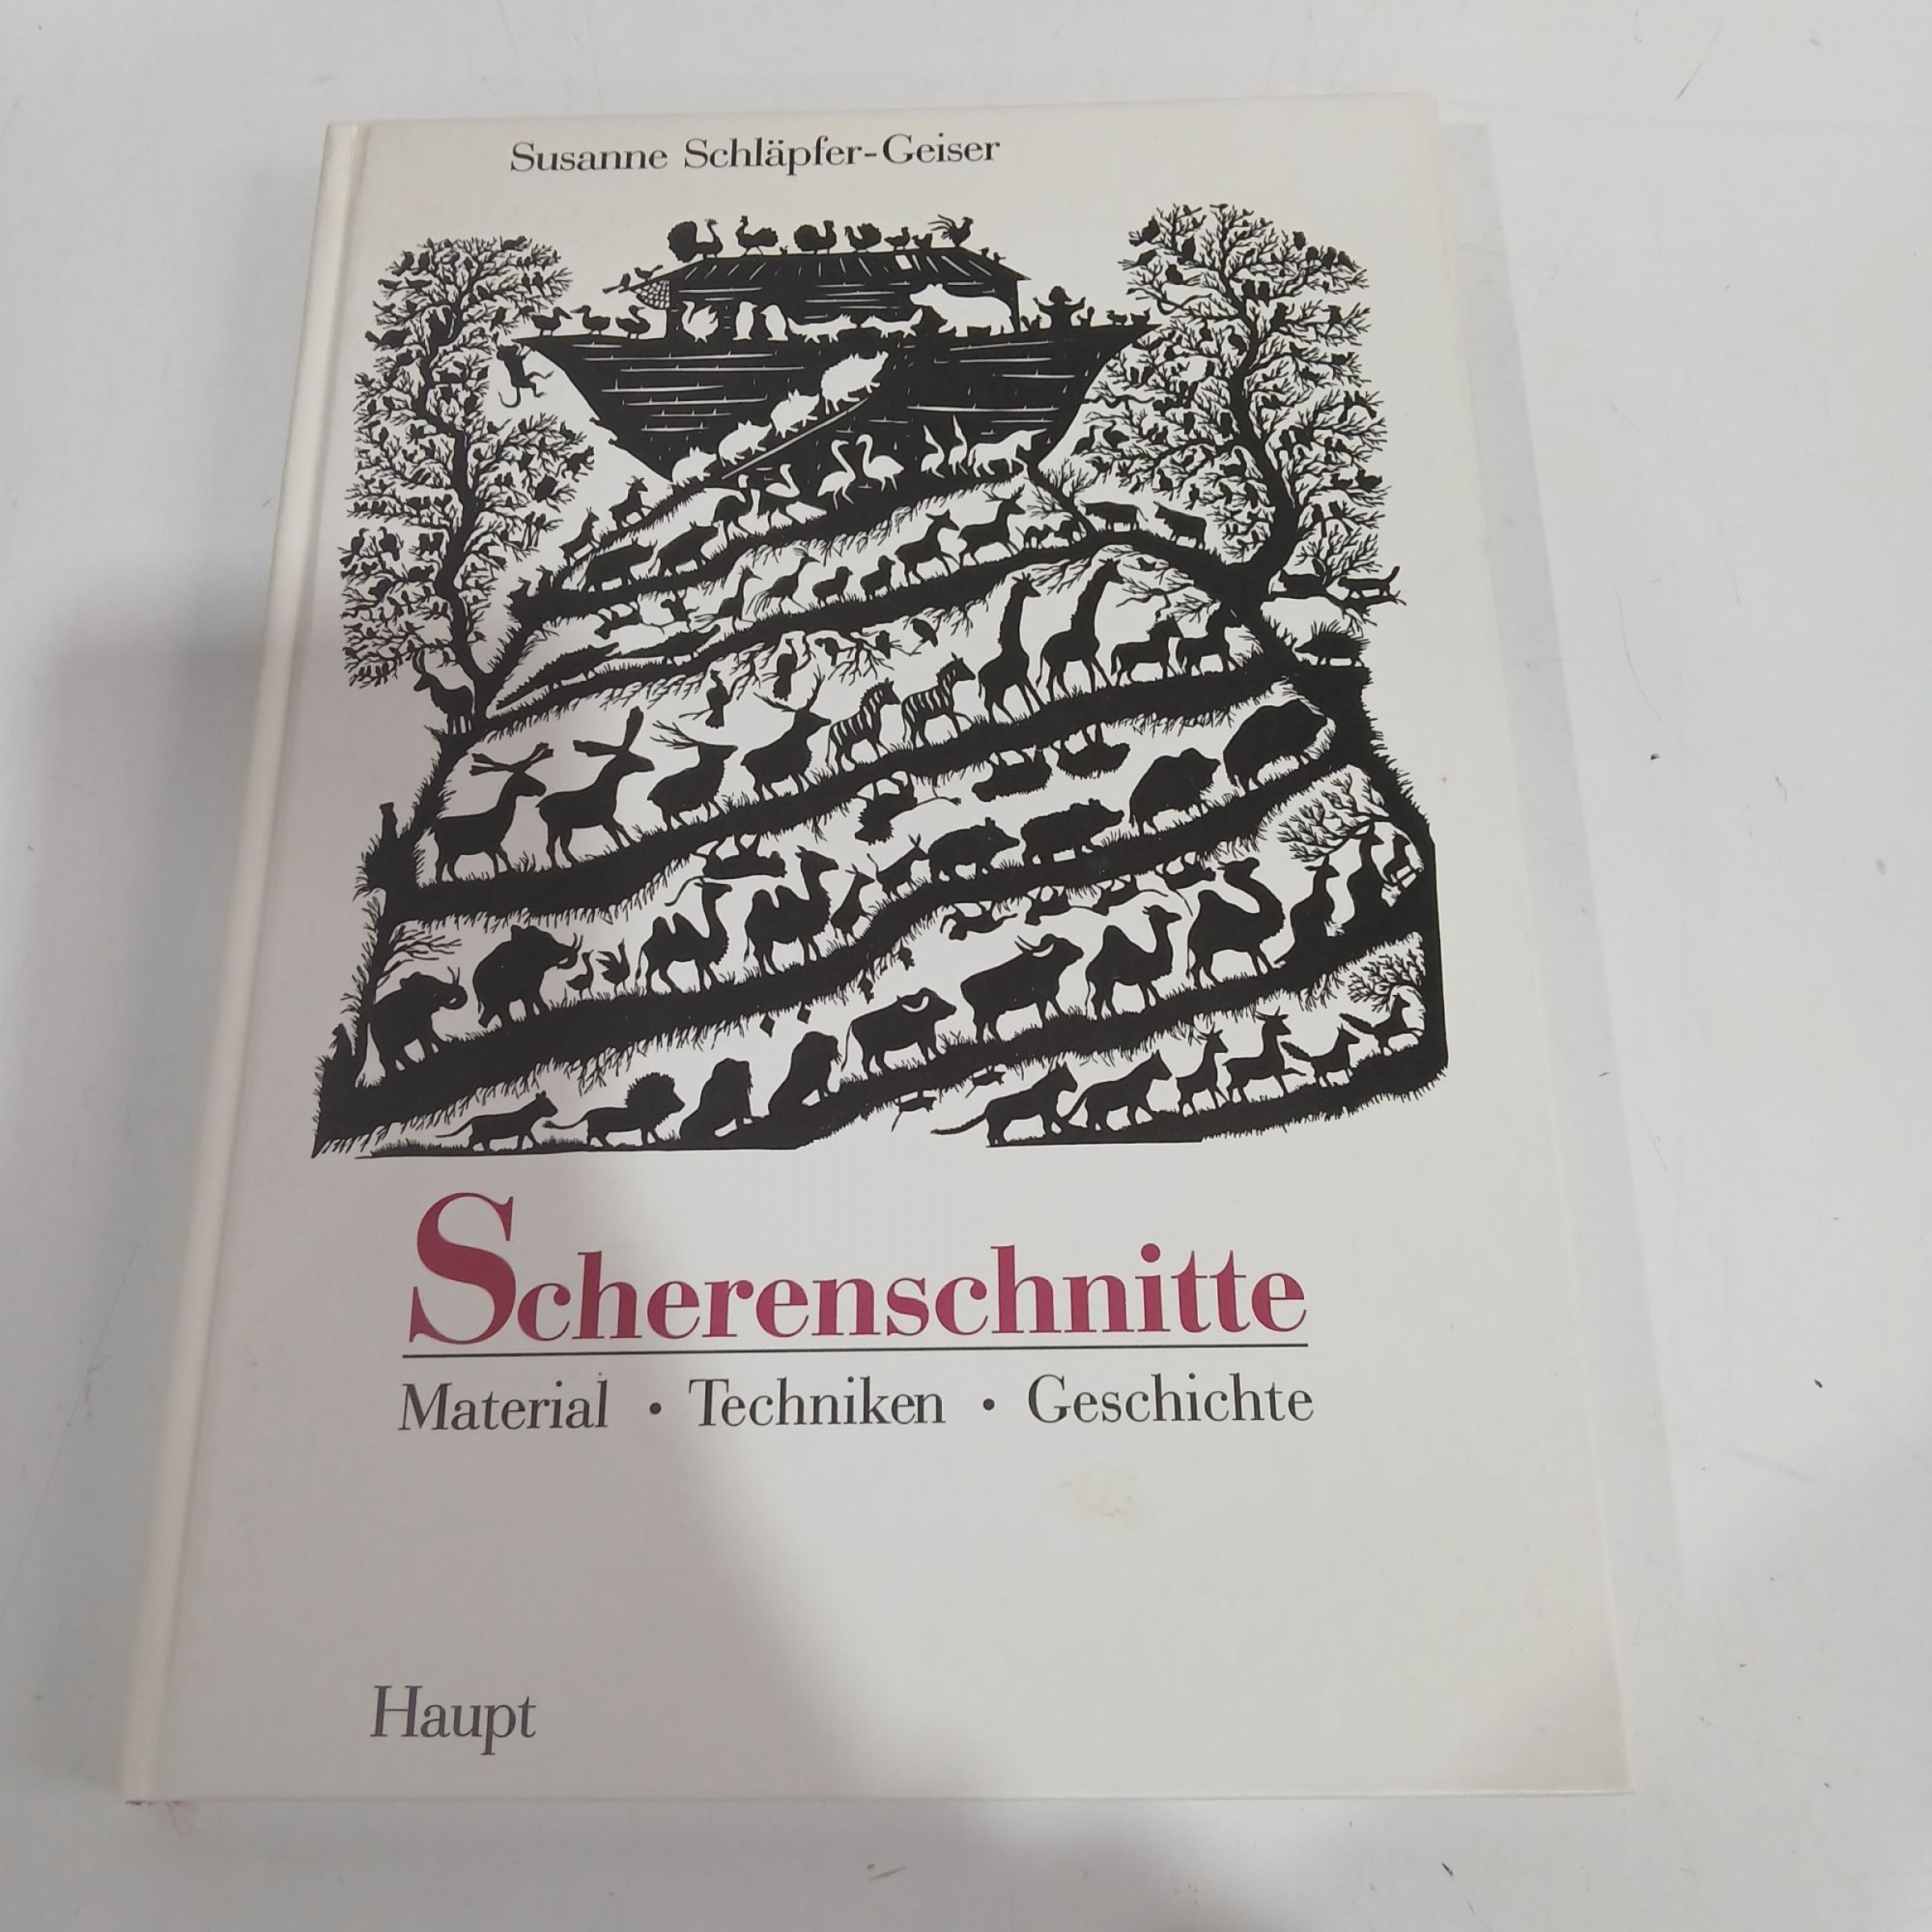 Susanne Schläpfer-Geiser
Scherenschnitte
Material • Techniken • Geschichte
Haupt